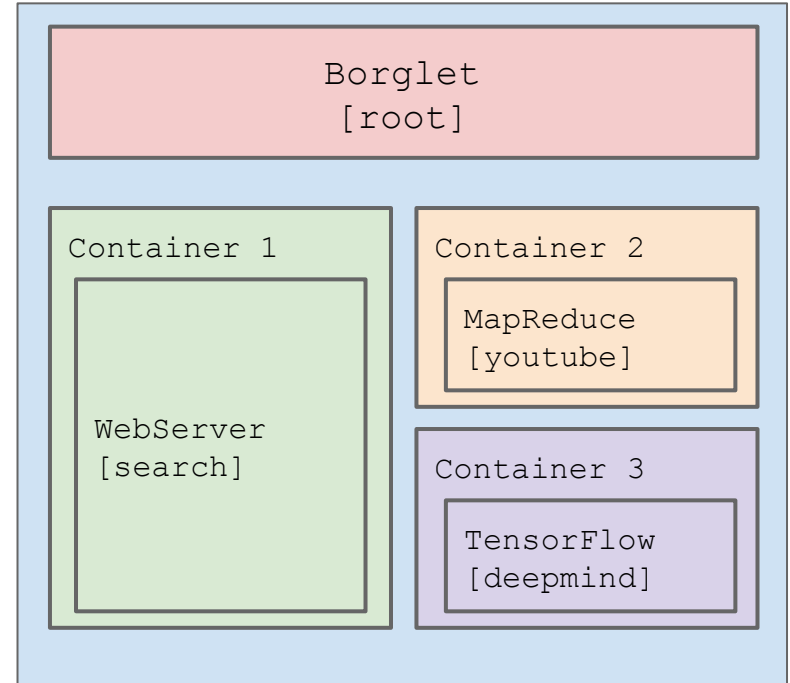 Borglet
[root]
Container 1
WebServer
[search]
Container 2
MapReduce
[youtube]
Container 3
TensorFlow
[deepmind]